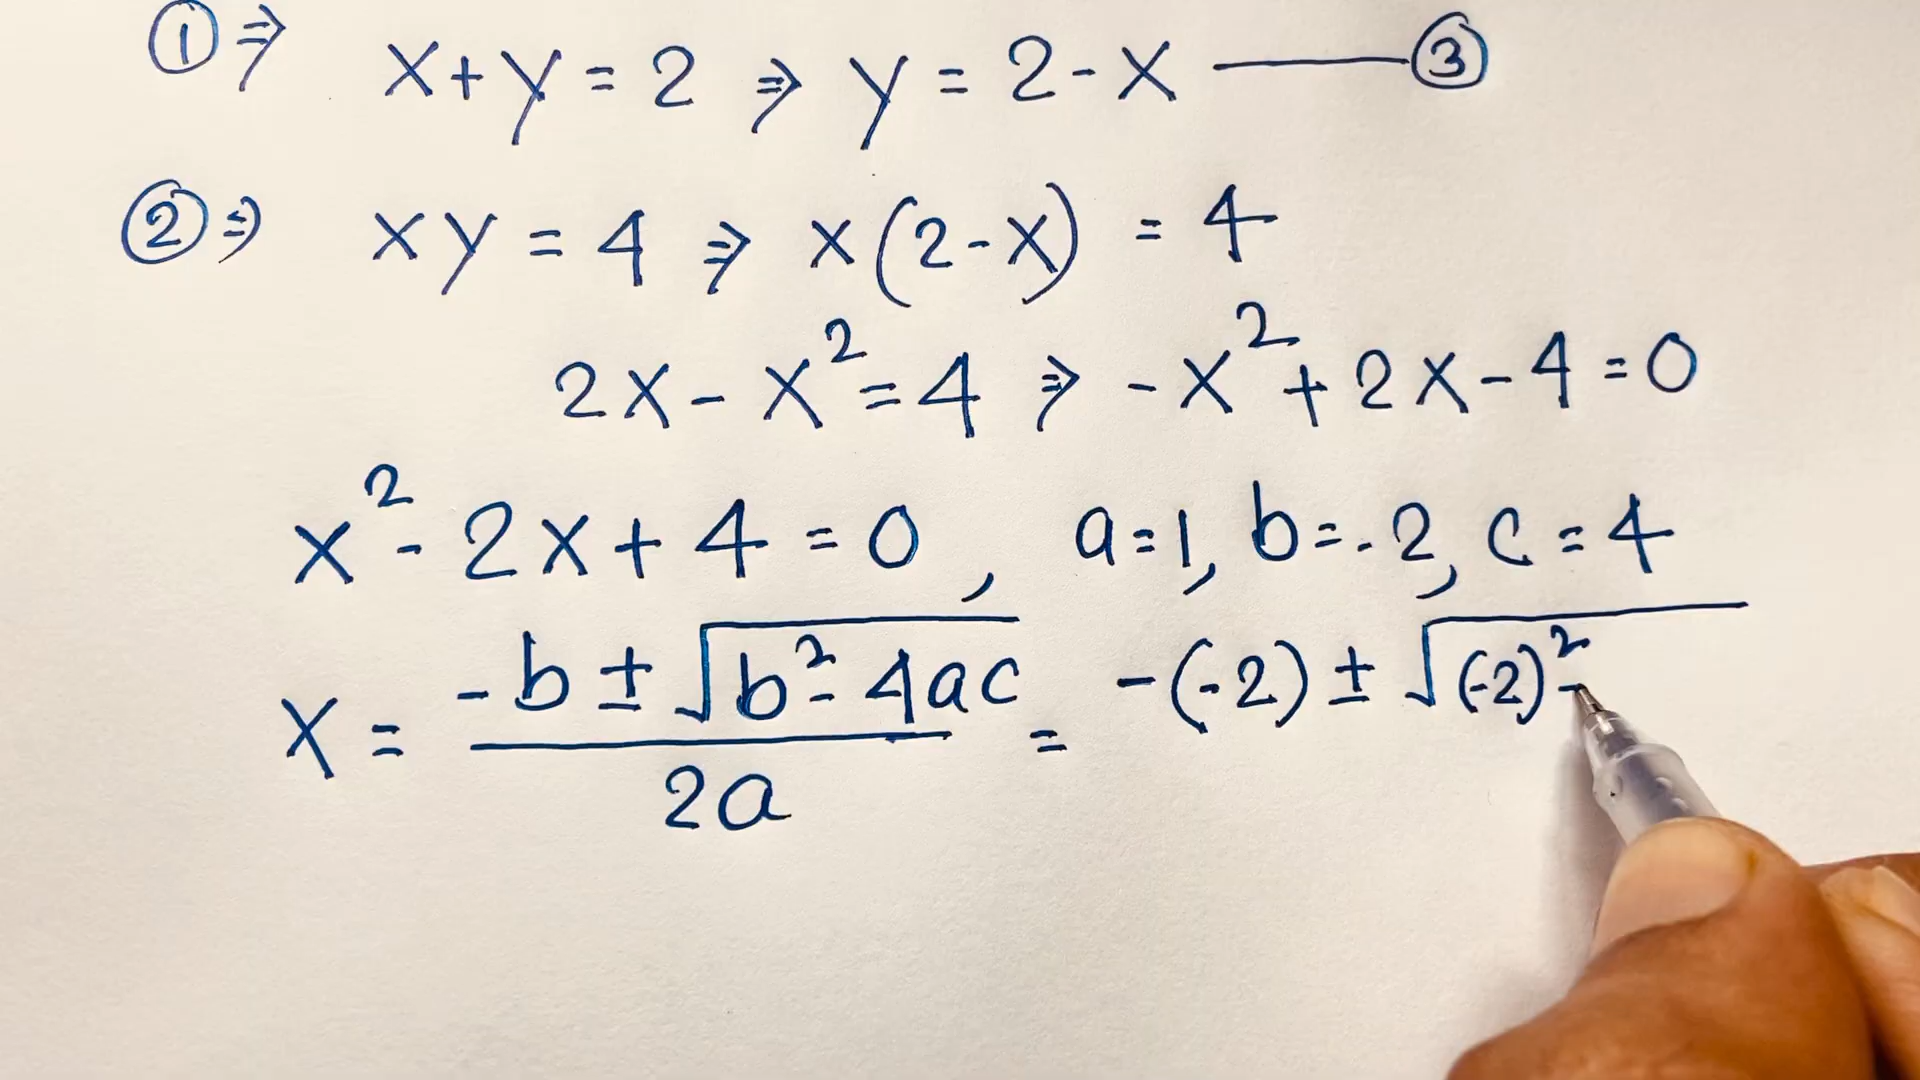 ① ⇒ x+y = 2 ⇒ y = 2-x ——— ③
② ⇒ xy = 4 ⇒ x(2-x) = 4
2x - x² = 4 ⇒ -x² + 2x - 4 = 0
x² - 2x + 4 = 0, a=1, b=-2, c=4
x = (-b ± √(b² - 4ac))/2a = -(-2) ± √((-2)² -